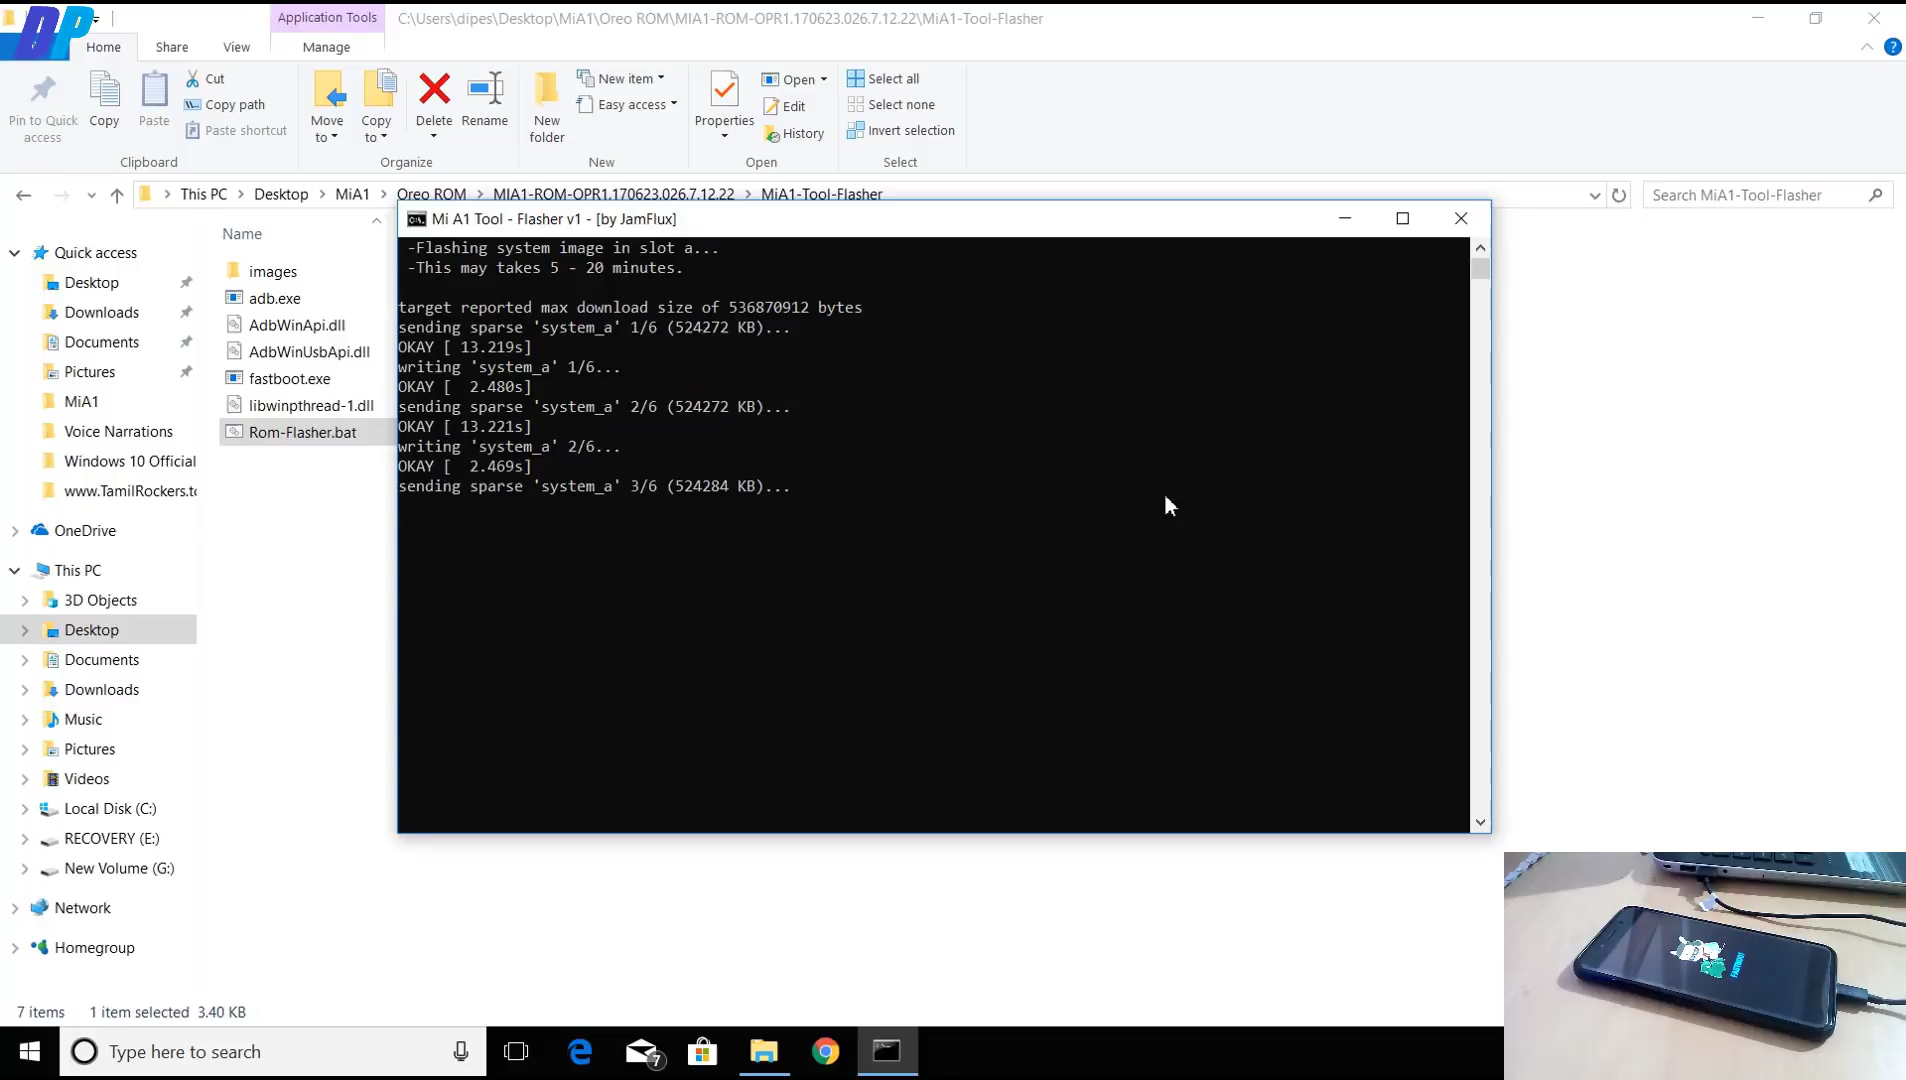 DP
Application Tools
C:\Users\dipes\Desktop\MiA1\Oreo ROM\MIA1-ROM-OPR1.170623.026.7.12.22\MiA1-Tool-Flasher
Home
Share
View
Manage
Pin to Quick access
Copy
Paste
Cut
Copy path
Paste shortcut
Clipboard
Move to
Copy to
Delete
Rename
Organize
New folder
New item
Easy access
New
Properties
Open
Edit
History
Open
Select all
Select none
Invert selection
Select
This PC
Desktop
MiA1
Oreo ROM
MIA1-ROM-OPR1.170623.026.7.12.22
MiA1-Tool-Flasher
Search MiA1-Tool-Flasher
Quick access
Desktop
Downloads
Documents
Pictures
MiA1
Voice Narrations
Windows 10 Official
www.TamilRockers.to
OneDrive
This PC
3D Objects
Desktop
Documents
Downloads
Music
Pictures
Videos
Local Disk (C:)
RECOVERY (E:)
New Volume (G:)
Network
Homegroup
Name
images
adb.exe
AdbWinApi.dll
AdbWinUsbApi.dll
fastboot.exe
libwinpthread-1.dll
Rom-Flasher.bat
Mi A1 Tool - Flasher v1 - [by JamFlux]
-Flashing system image in slot a...
-This may takes 5 - 20 minutes.
target reported max download size of 536870912 bytes
sending sparse 'system_a' 1/6 (524272 KB)...
OKAY [ 13.219s]
writing 'system_a' 1/6...
OKAY [  2.480s]
sending sparse 'system_a' 2/6 (524272 KB)...
OKAY [ 13.221s]
writing 'system_a' 2/6...
OKAY [  2.469s]
sending sparse 'system_a' 3/6 (524284 KB)...
FASTBOOT
7 items
1 item selected
3.40 KB
Type here to search
7